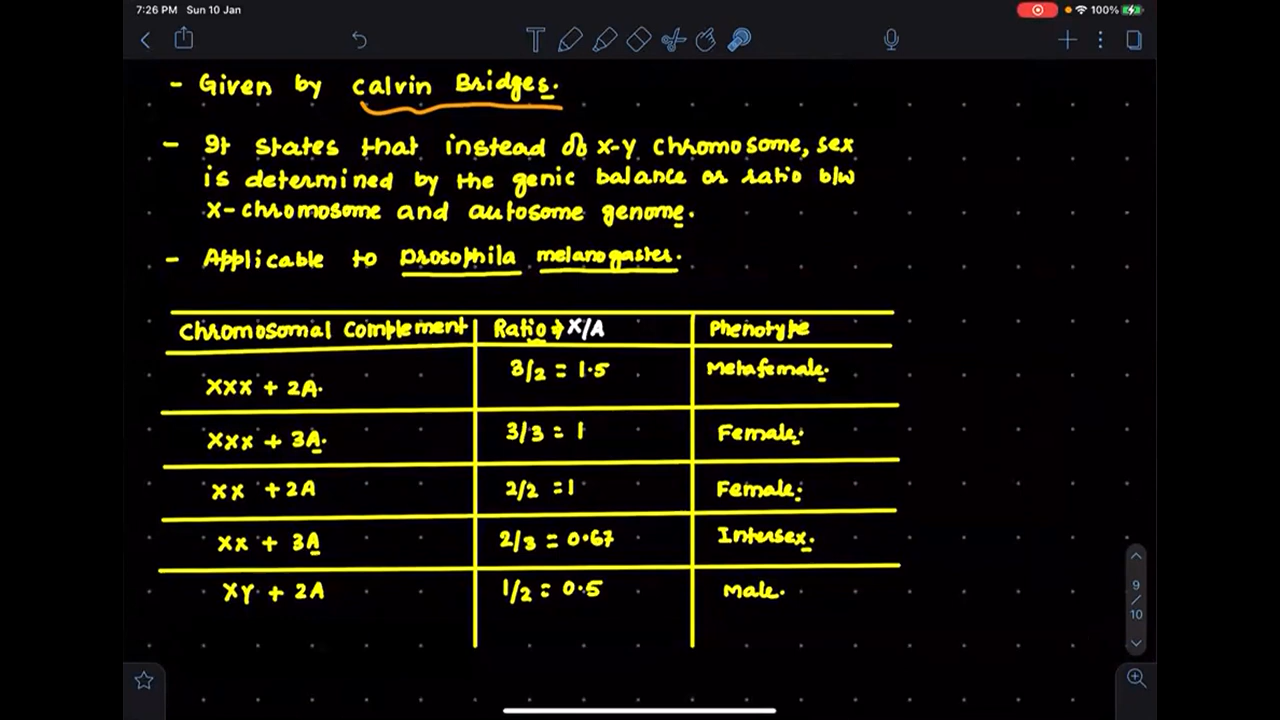 7:26 PM Sun 10 Jan 100%
- Given by Calvin Bridges.
- It states that instead of X-Y chromosome, sex
is determined by the genic balance or ratio b/w
X-chromosome and autosome genome.
- Applicable to Drosophila melanogaster.
Chromosomal Complement Ratio → X/A Phenotype
XXX + 2A. 3/2 = 1.5 Metafemale.
XXX + 3A. 3/3 = 1 Female.
XX + 2A 2/2 = 1 Female.
XX + 3A 2/3 = 0.67 Intersex.
XY + 2A 1/2 = 0.5 Male.
9
/
10